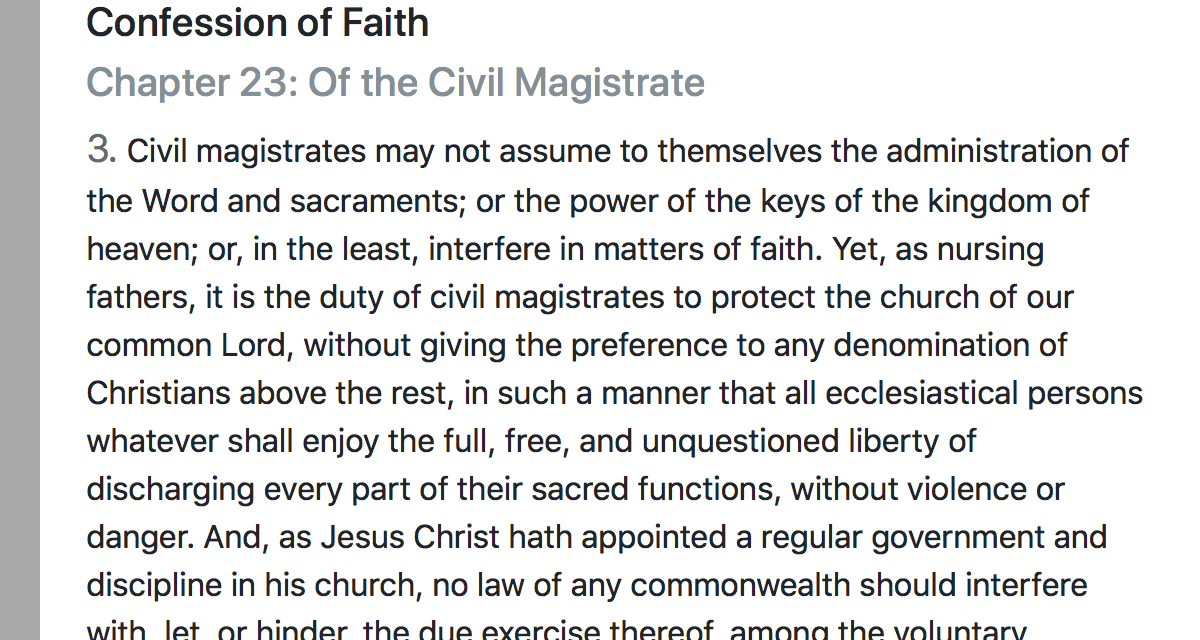 Confession of Faith
Chapter 23: Of the Civil Magistrate
3. Civil magistrates may not assume to themselves the administration of
the Word and sacraments; or the power of the keys of the kingdom of
heaven; or, in the least, interfere in matters of faith. Yet, as nursing
fathers, it is the duty of civil magistrates to protect the church of our
common Lord, without giving the preference to any denomination of
Christians above the rest, in such a manner that all ecclesiastical persons
whatever shall enjoy the full, free, and unquestioned liberty of
discharging every part of their sacred functions, without violence or
danger. And, as Jesus Christ hath appointed a regular government and
discipline in his church, no law of any commonwealth should interfere
with, let, or hinder, the due exercise thereof, among the voluntary